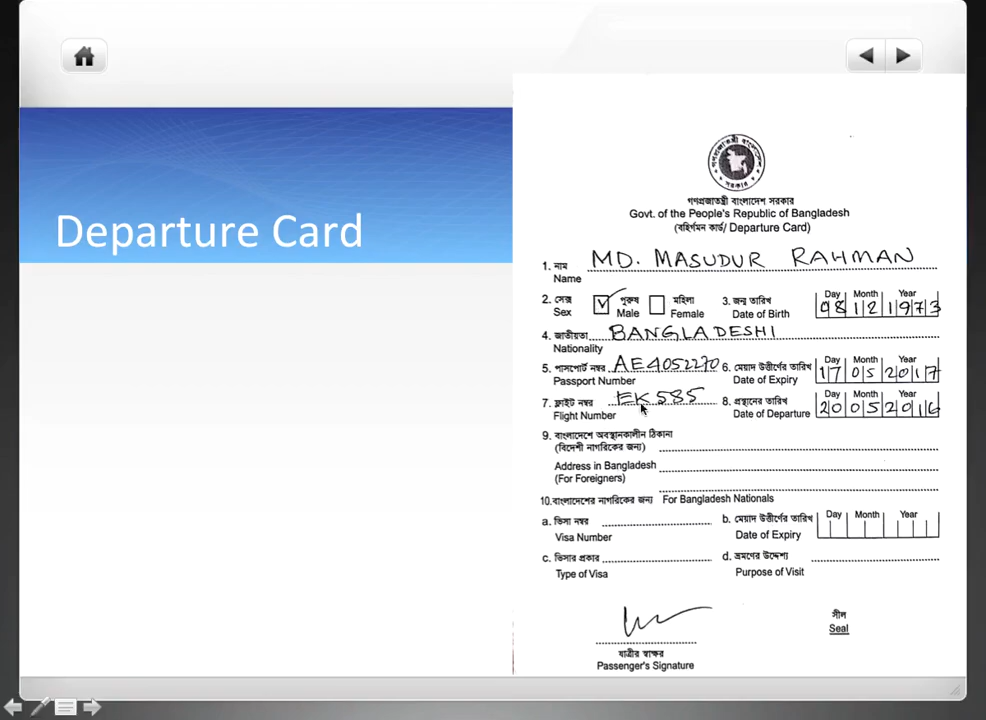 Departure Card
গণপ্রজাতন্ত্রী বাংলাদেশ
সরকার
গণপ্রজাতন্ত্রী বাংলাদেশ সরকার
Govt. of the People's Republic of Bangladesh
(বহির্গমন কার্ড/ Departure Card)
1. নাম MD. MASUDUR RAHMAN
Name
2. সেক্স পুরুষ মহিলা 3. জন্ম তারিখ Day Month Year
Sex Male Female Date of Birth 08 12 1973
4. জাতীয়তা BANGLADESHI
Nationality
5. পাসপোর্ট নম্বর AE4052270 6. মেয়াদ উত্তীর্ণের তারিখ Day Month Year
Passport Number Date of Expiry 17 05 2017
7. ফ্লাইট নম্বর EK585 8. প্রস্থানের তারিখ Day Month Year
Flight Number Date of Departure 20 05 2016
9. বাংলাদেশে অবস্থানকালীন ঠিকানা
(বিদেশী নাগরিকের জন্য)
Address in Bangladesh
(For Foreigners)
10.বাংলাদেশের নাগরিকের জন্য For Bangladesh Nationals
a. ভিসা নম্বর b. মেয়াদ উত্তীর্ণের তারিখ Day Month Year
Visa Number Date of Expiry
c. ভিসার প্রকার d. ভ্রমণের উদ্দেশ্য
Type of Visa Purpose of Visit
সীল
Seal
যাত্রীর স্বাক্ষর
Passenger's Signature